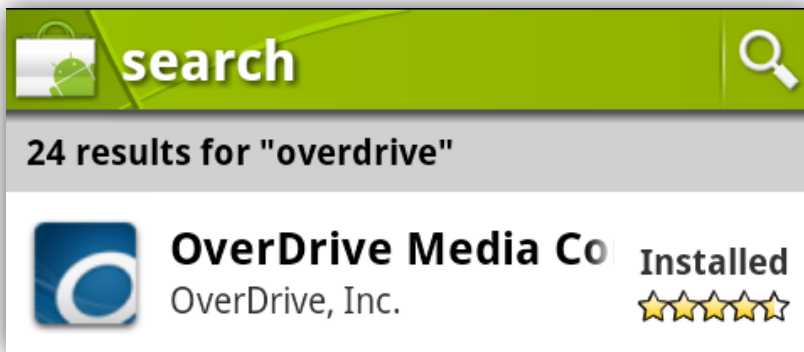 search
24 results for "overdrive"
OverDrive Media Co
Installed
OverDrive, Inc.